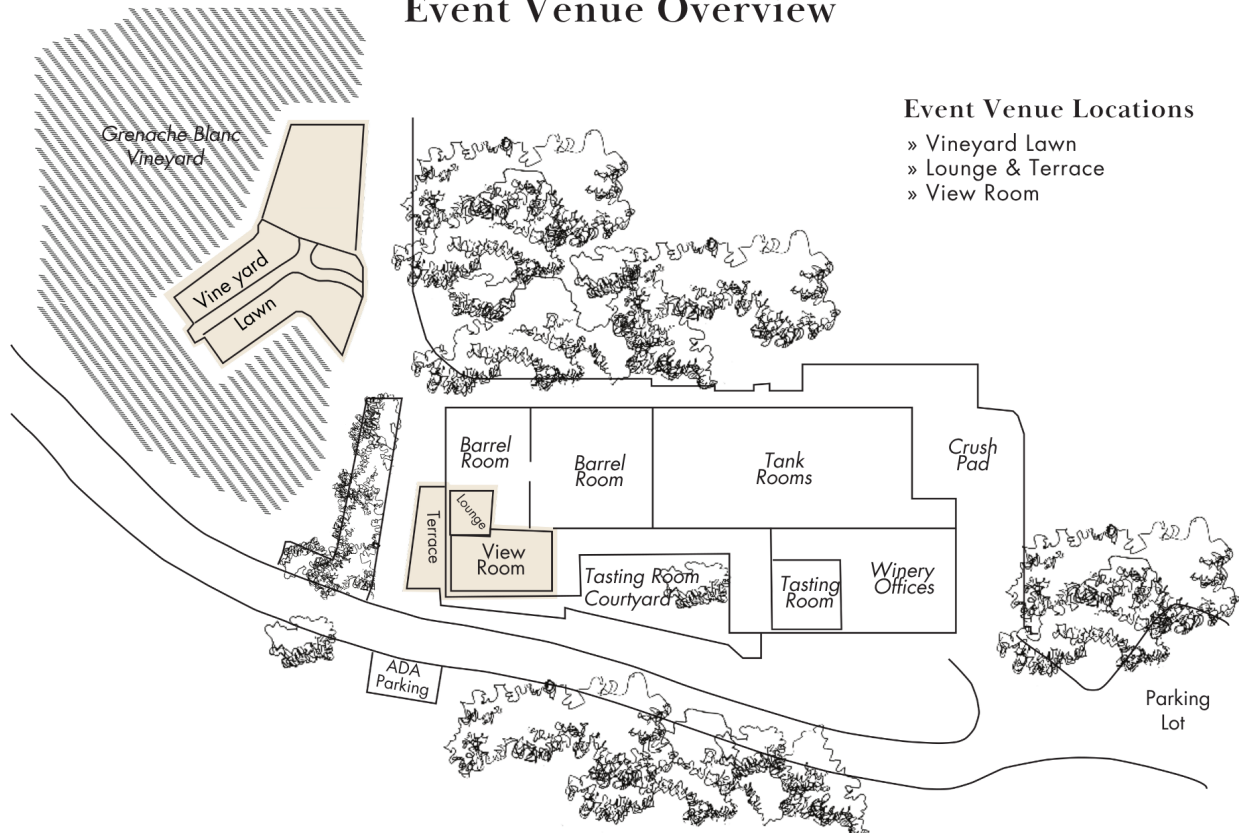 Event Venue Overview
Event Venue Locations
» Vineyard Lawn
» Lounge & Terrace
» View Room
Grenache Blanc
Vineyard
Vine yard
Lawn
Barrel
Room
Barrel
Room
Tank
Rooms
Crush
Pad
Lounge
Terrace
View
Room
Tasting Room
Courtyard
Tasting
Room
Winery
Offices
ADA
Parking
Parking
Lot